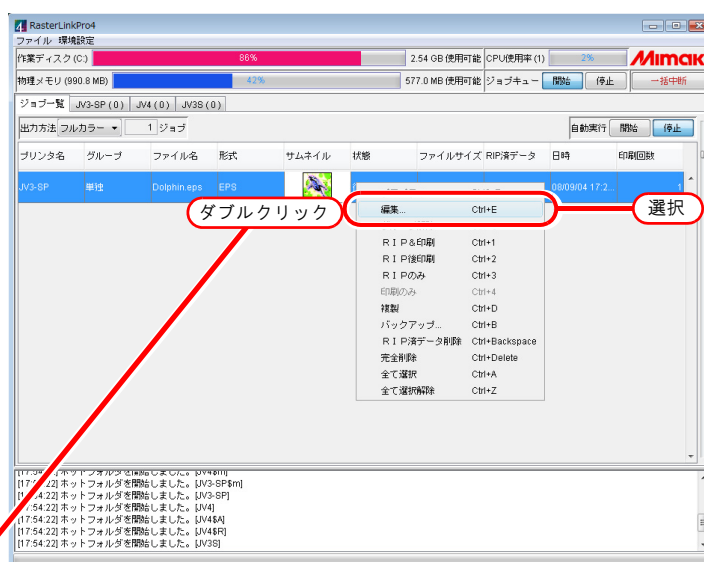 RasterLinkPro4
ファイル 環境設定
作業ディスク (C:) 86% 2.54 GB 使用可能 CPU使用率 (1) 2% Mimak
物理メモリ (990.8 MB) 42% 577.0 MB 使用可能 ジョブキュー 開始 停止 一括中断
ジョブ一覧 JV3-SP ( 0 ) JV4 ( 0 ) JV3S ( 0 )
出力方法 フルカラー 1 ジョブ 自動実行 開始 停止
プリンタ名 グループ ファイル名 形式 サムネイル 状態 ファイルサイズ RIP済データ 日時 印刷回数
JV3-SP 単独 Dolphin.eps EPS 08/09/04 17:2... 1
ダブルクリック 編集... Ctrl+E 選択
RIP&印刷 Ctrl+1
RIP後印刷 Ctrl+2
RIPのみ Ctrl+3
印刷のみ Ctrl+4
複製 Ctrl+D
バックアップ... Ctrl+B
RIP済データ削除 Ctrl+Backspace
完全削除 Ctrl+Delete
全て選択 Ctrl+A
全て選択解除 Ctrl+Z
ホットフォルダを開始しました。[JV4$m]
ホットフォルダを開始しました。[JV3-SP$m]
ホットフォルダを開始しました。[JV3-SP]
ホットフォルダを開始しました。[JV4]
[17:54:22] ホットフォルダを開始しました。[JV4$A]
[17:54:22] ホットフォルダを開始しました。[JV4$R]
[17:54:22] ホットフォルダを開始しました。[JV3S]